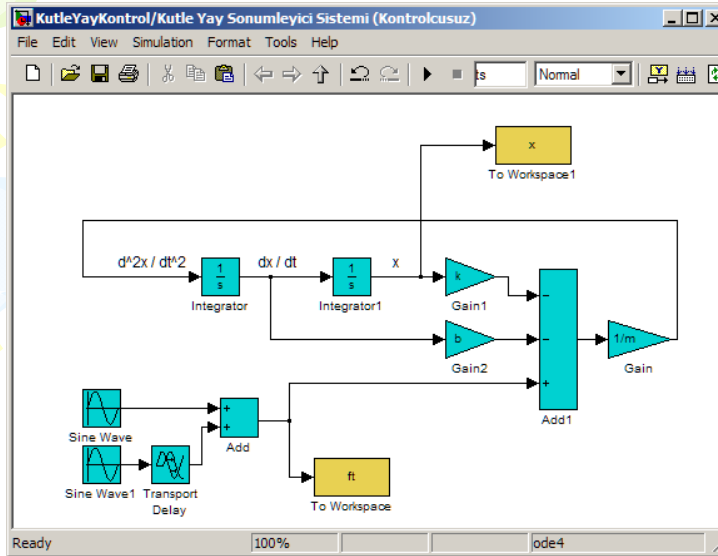 KutleYayKontrol/Kutle Yay Sonumleyici Sistemi (Kontrolcusuz)
File Edit View Simulation Format Tools Help
ts Normal
x
To Workspace1
d^2x / dt^2
1
s
Integrator
dx / dt
1
s
Integrator1
x
k
Gain1
b
Gain2
-
-
+
Add1
1/m
Gain
Sine Wave
+
+
Add
Sine Wave1
Transport
Delay
ft
To Workspace
Ready 100% ode4